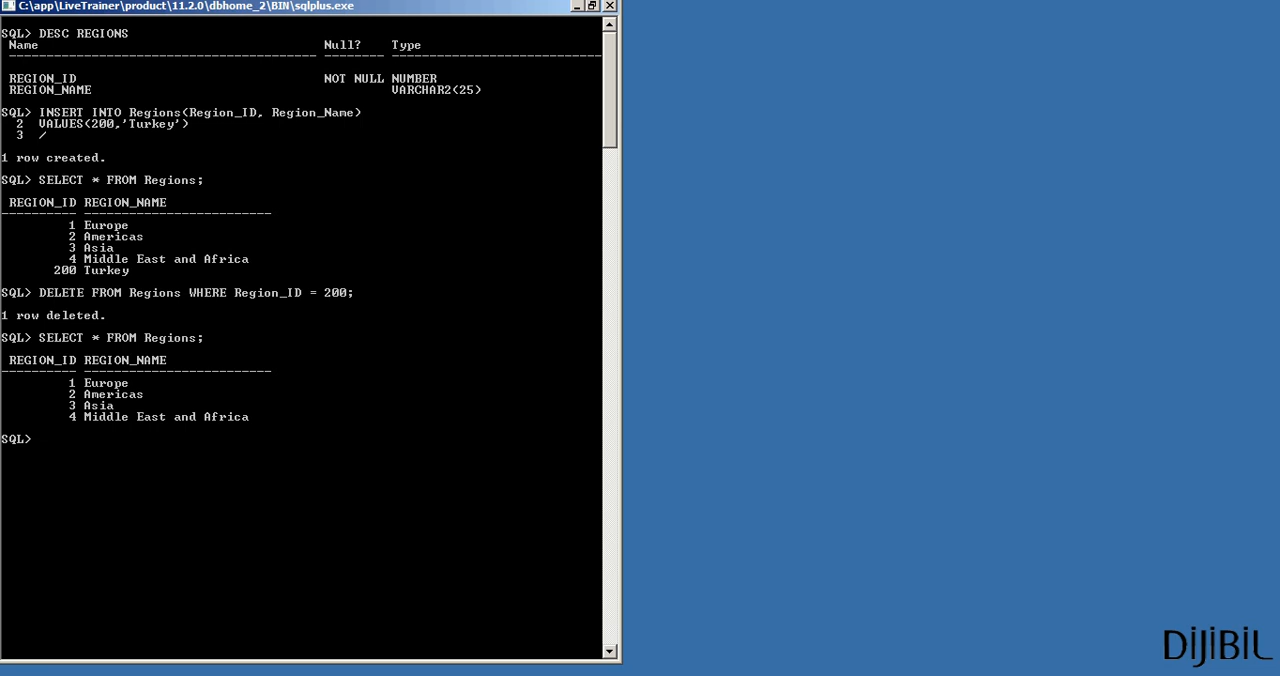 C:\app\LiveTrainer\product\11.2.0\dbhome_2\BIN\sqlplus.exe
SQL> DESC REGIONS
Name Null? Type
----------------------------------------- -------- ----------------------------
REGION_ID NOT NULL NUMBER
REGION_NAME VARCHAR2(25)
SQL> INSERT INTO Regions(Region_ID, Region_Name)
2 VALUES(200,'Turkey')
3 /
1 row created.
SQL> SELECT * FROM Regions;
REGION_ID REGION_NAME
---------- -------------------------
1 Europe
2 Americas
3 Asia
4 Middle East and Africa
200 Turkey
SQL> DELETE FROM Regions WHERE Region_ID = 200;
1 row deleted.
SQL> SELECT * FROM Regions;
REGION_ID REGION_NAME
---------- -------------------------
1 Europe
2 Americas
3 Asia
4 Middle East and Africa
SQL>
DiJiBiL